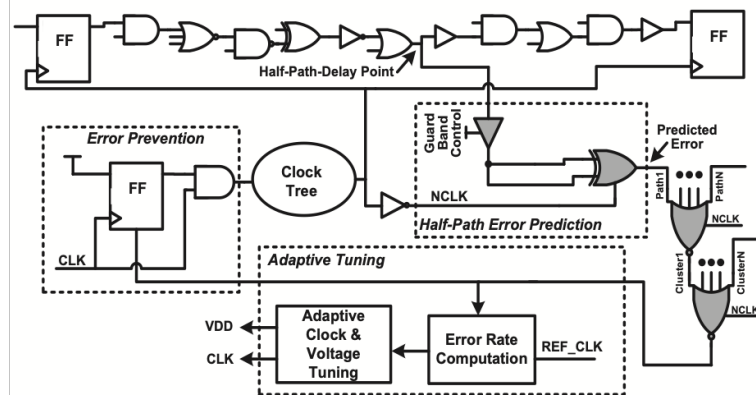 FF
FF
Half-Path-Delay Point
Error Prevention
FF
CLK
Clock
Tree
NCLK
Guard
Band
Control
Half-Path Error Prediction
Predicted
Error
Path1
PathN
NCLK
Cluster1
ClusterN
NCLK
Adaptive Tuning
VDD
CLK
Adaptive
Clock &
Voltage
Tuning
Error Rate
Computation
REF_CLK